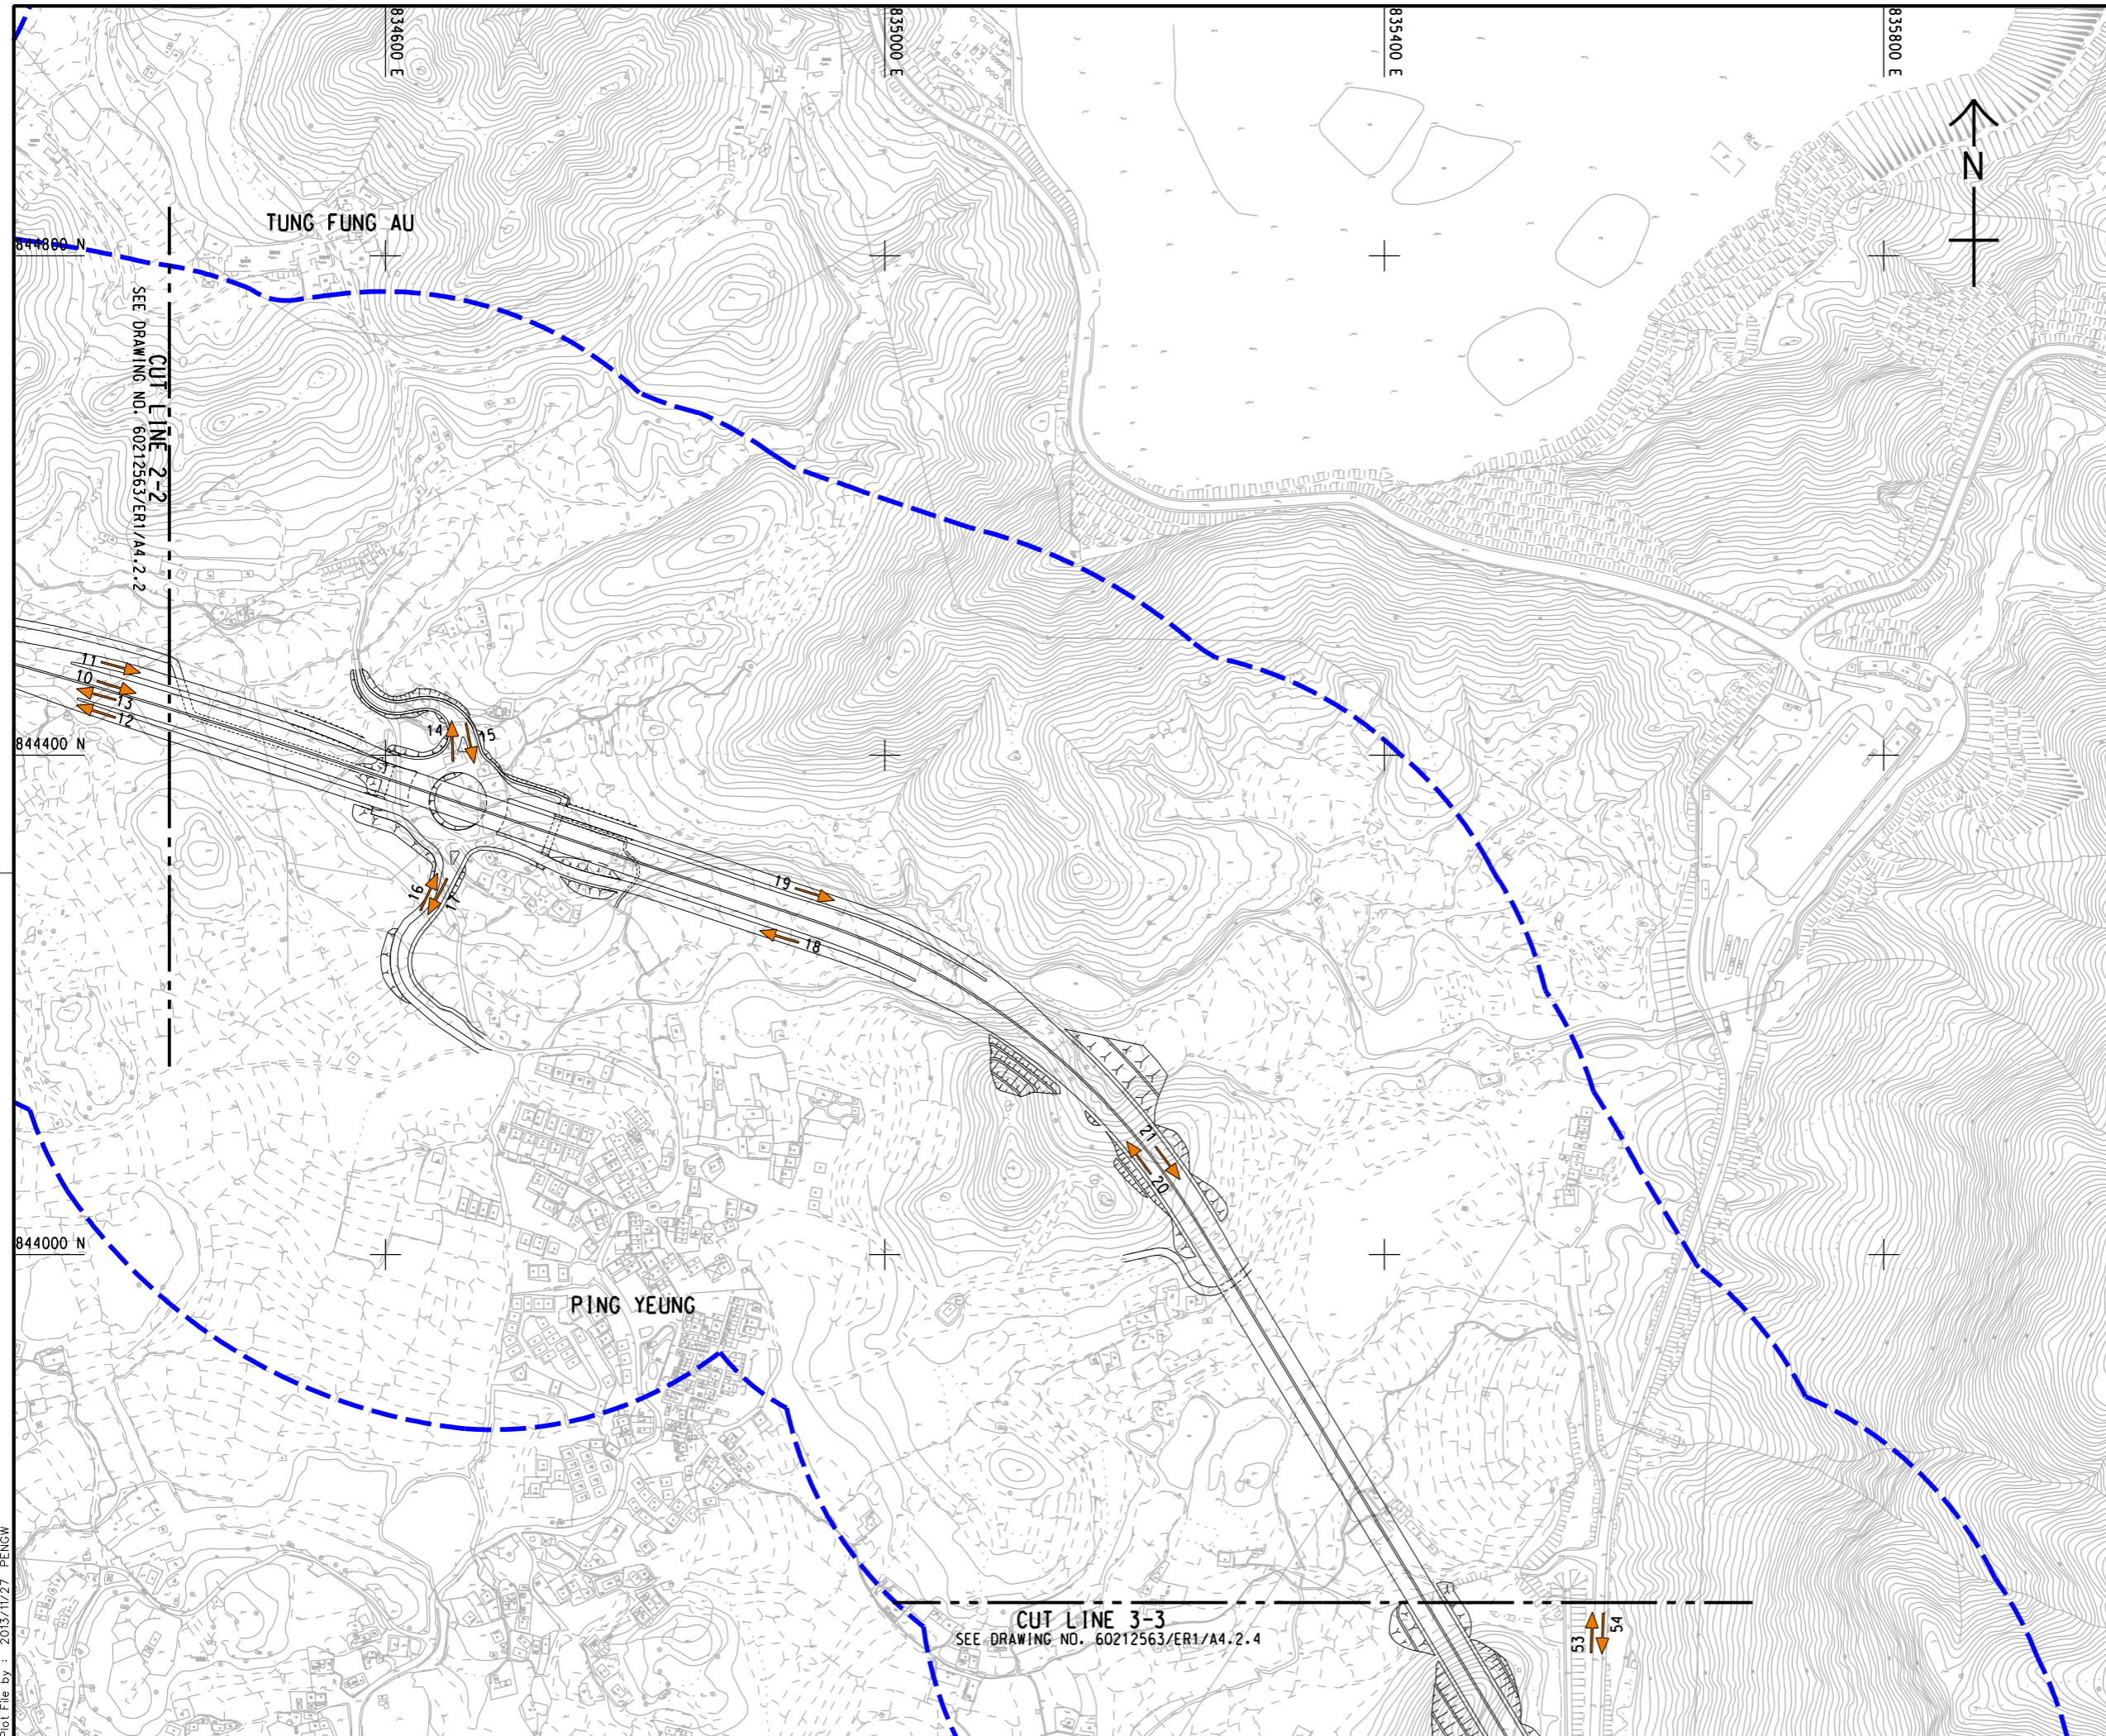 834600 E
835000 E
835400 E
835800 E
N
TUNG FUNG AU
844800 N
CUT LINE 2-2
SEE DRAWING NO. 60212563/ER1/A4.2.2
11
10
13
12
14
15
844400 N
16
17
19
18
21
20
844000 N
PING YEUNG
CUT LINE 3-3
SEE DRAWING NO. 60212563/ER1/A4.2.4
53
54
Plot File by : 2013/11/27 PENGW